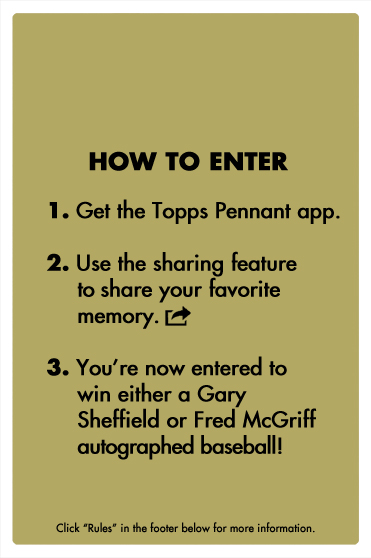 HOW TO ENTER
1. Get the Topps Pennant app.
2. Use the sharing feature
to share your favorite
memory.
3. You’re now entered to
win either a Gary
Sheffield or Fred McGriff
autographed baseball!
Click “Rules” in the footer below for more information.